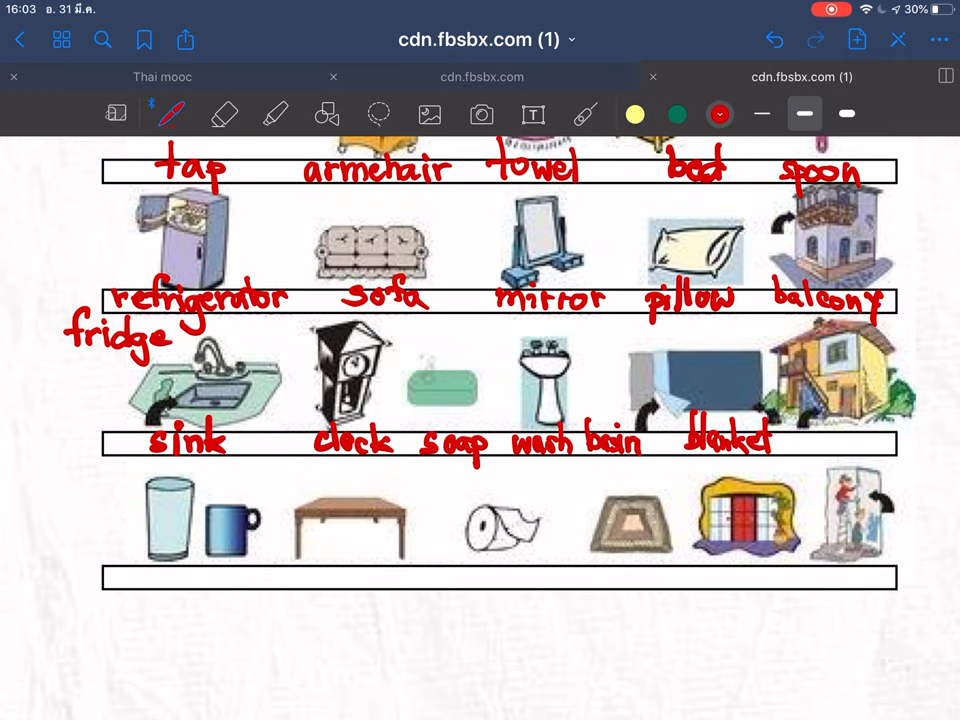 16:03 อ. 31 มี.ค. 30%
cdn.fbsbx.com (1)
Thai mooc cdn.fbsbx.com cdn.fbsbx.com (1)
tap armchair towel bed spoon
refrigerator sofa mirror pillow balcony
fridge
sink clock soap wash basin blanket